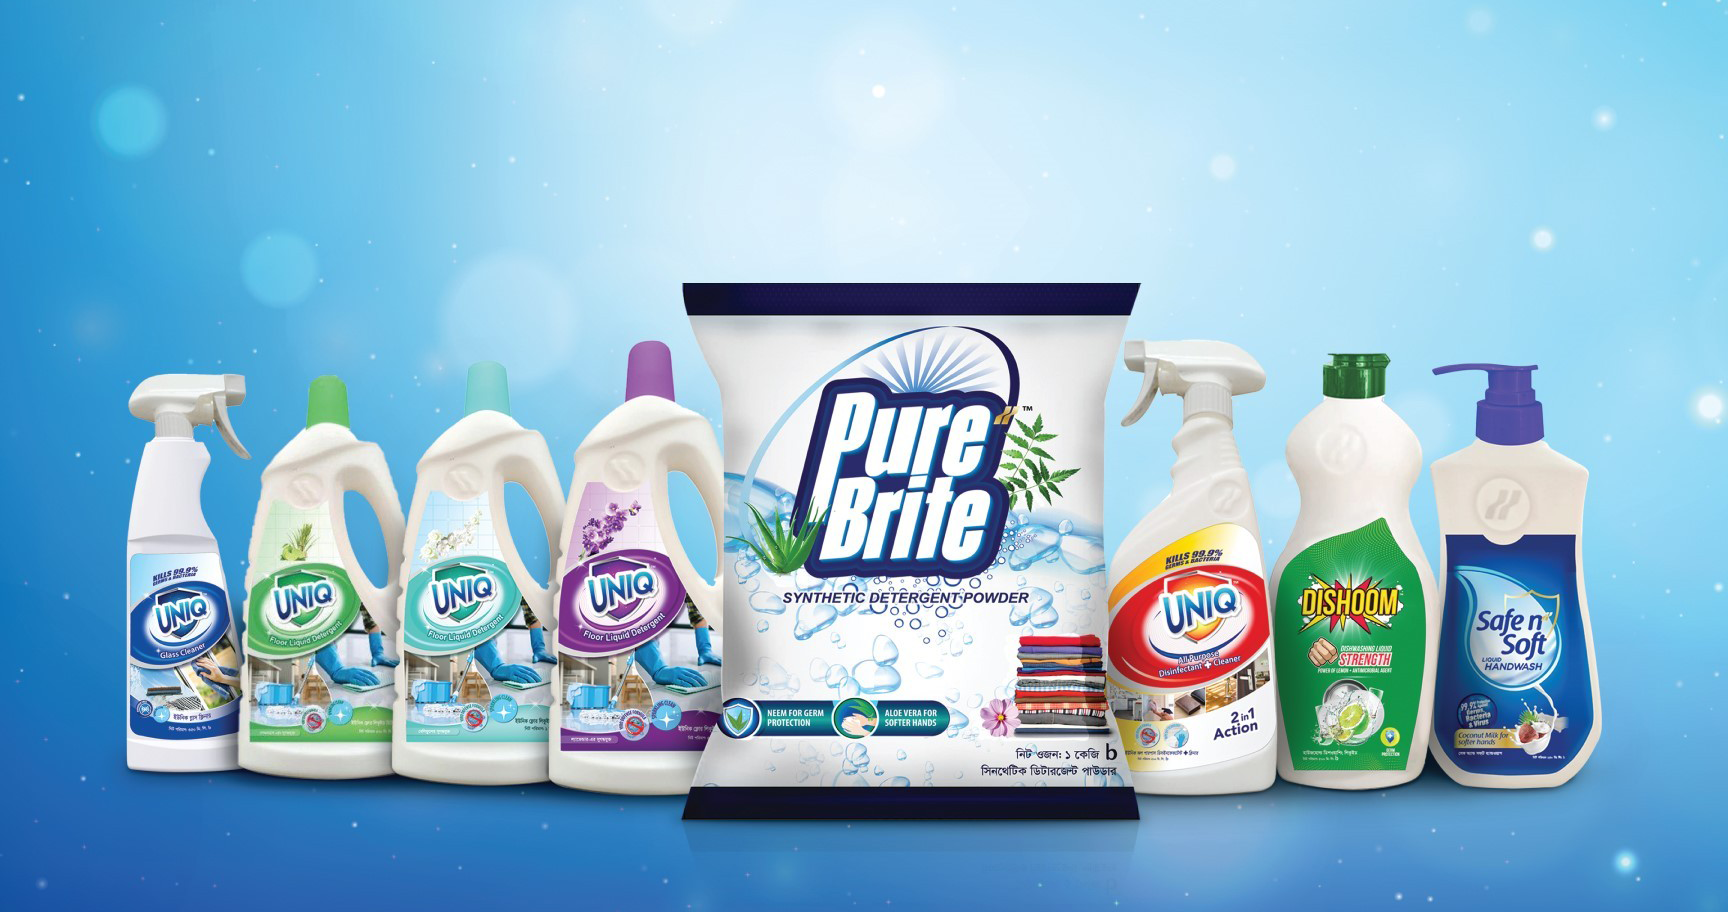 KILLS 99.9%
GERMS & BACTERIA
UNIQ
Glass Cleaner
ইউনিক গ্লাস ক্লিনার
UNIQ
Floor Liquid Detergent
UNIQ
Floor Liquid Detergent
UNIQ
Floor Liquid Detergent
Pure
Brite
™
SYNTHETIC DETERGENT POWDER
NEEM FOR GERM
PROTECTION
ALOE VERA FOR
SOFTER HANDS
নিট ওজন: ১ কেজি b
সিনথেটিক ডিটারজেন্ট পাউডার
KILLS 99.9%
GERMS & BACTERIA
UNIQ
All Purpose
Disinfectant + Cleaner
2 in 1
Action
DISHOOM
DISHWASHING LIQUID
STRENGTH
POWER OF LEMON + ANTIMICROBIAL AGENT
Safe n'
Soft
LIQUID
HANDWASH
Coconut Milk for
softer hands